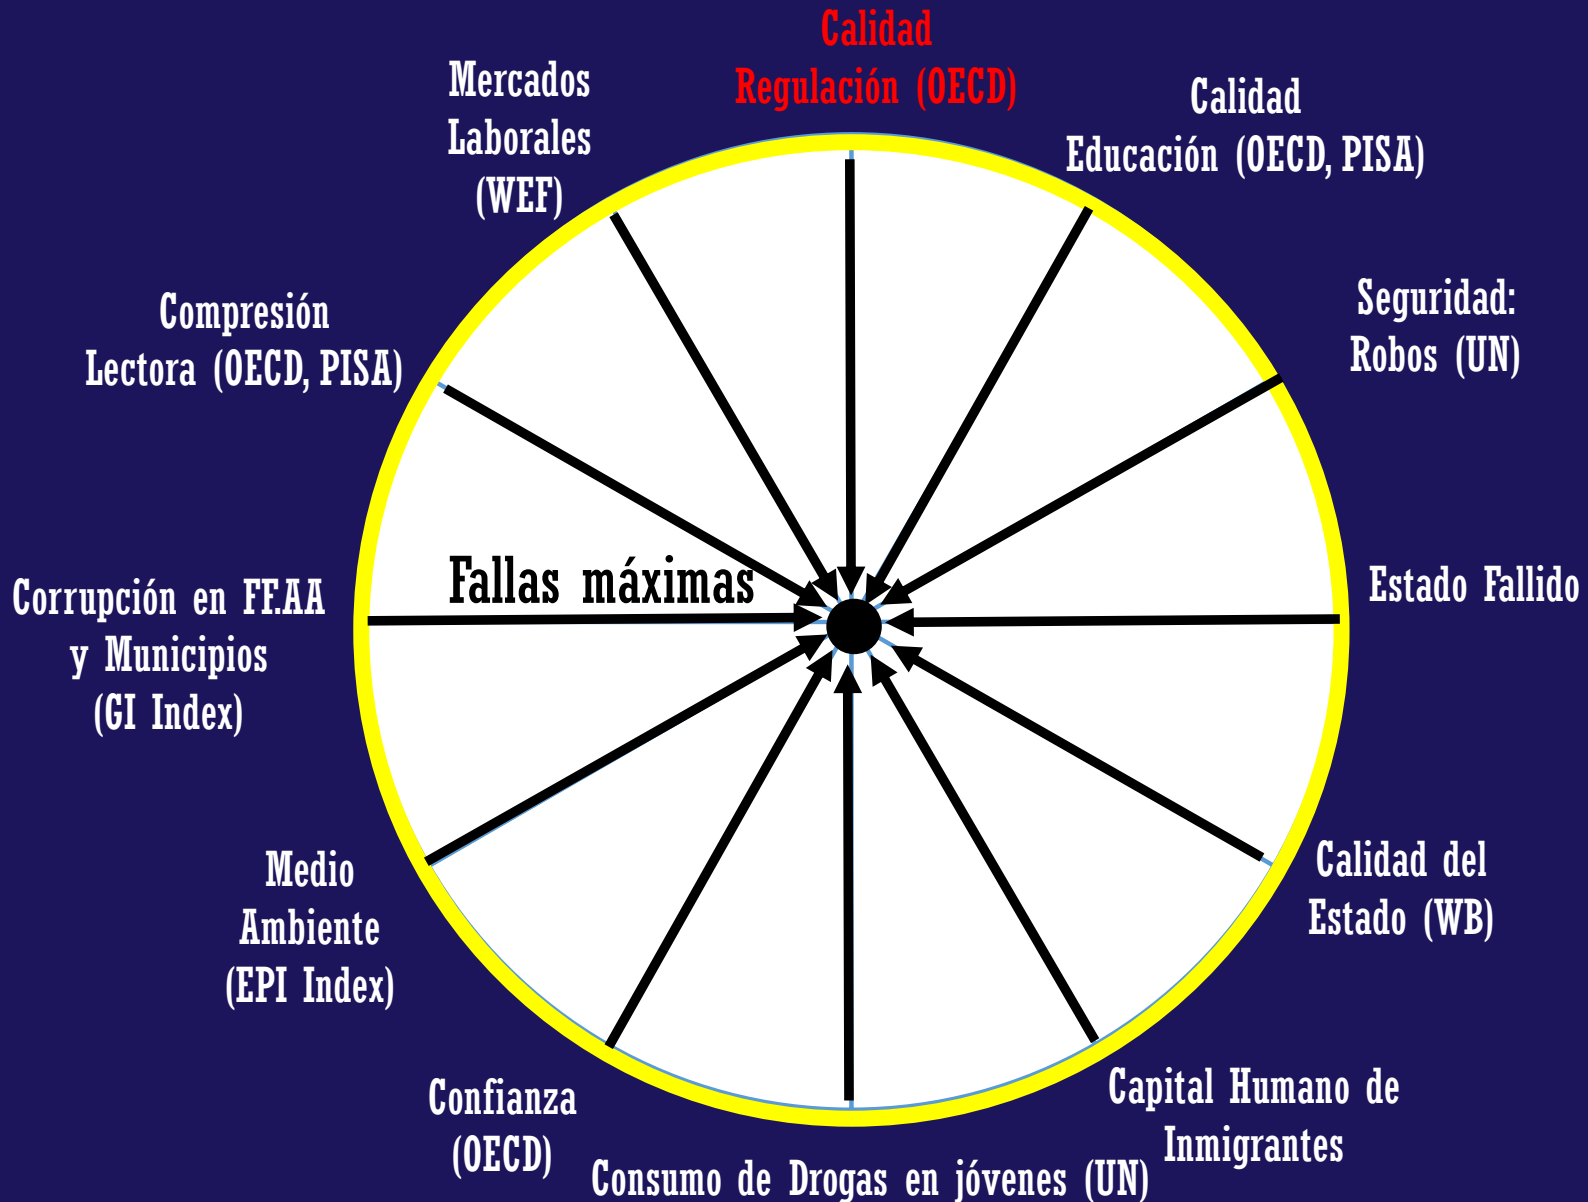 Calidad
Regulación (OECD)
Calidad
Educación (OECD, PISA)
Seguridad:
Robos (UN)
Estado Fallido
Calidad del
Estado (WB)
Capital Humano de
Inmigrantes
Consumo de Drogas en jóvenes (UN)
Confianza
(OECD)
Medio
Ambiente
(EPI Index)
Corrupción en FF.AA
y Municipios
(GI Index)
Compresión
Lectora (OECD, PISA)
Mercados
Laborales
(WEF)
Fallas máximas